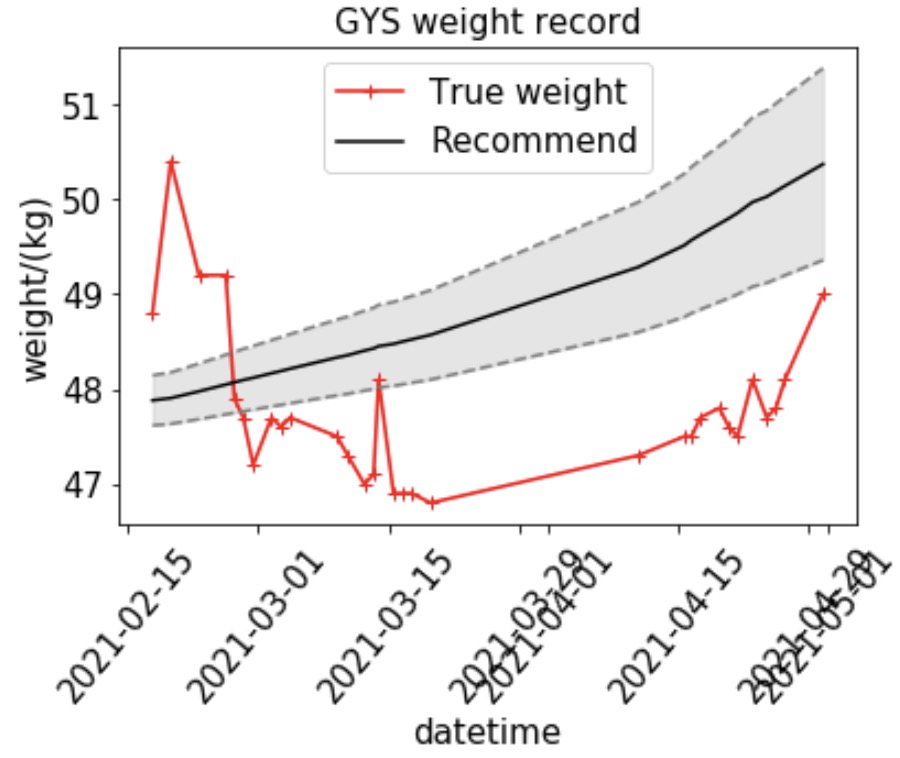 GYS weight record
True weight
Recommend
51
50
49
48
47
weight/(kg)
2021-02-15
2021-03-01
2021-03-15
2021-03-29
2021-04-01
2021-04-15
2021-04-29
2021-05-01
datetime